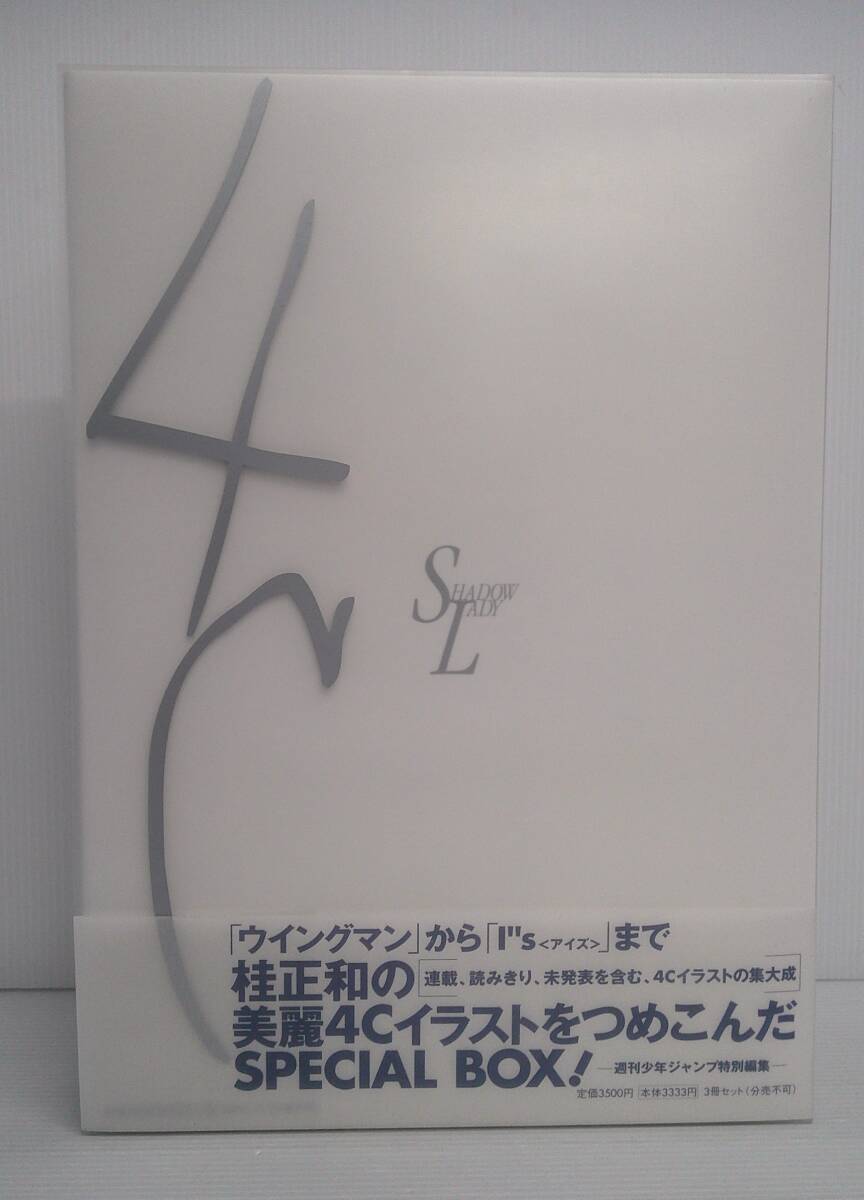 4C
SHADOW
LADY
「ウイングマン」から「I"s<アイズ>」まで
桂正和の[連載、読みきり、未発表を含む、4Cイラストの集大成]
美麗4Cイラストをつめこんだ
SPECIAL BOX! ―週刊少年ジャンプ特別編集―
定価3500円 本体3333円 3冊セット(分売不可)